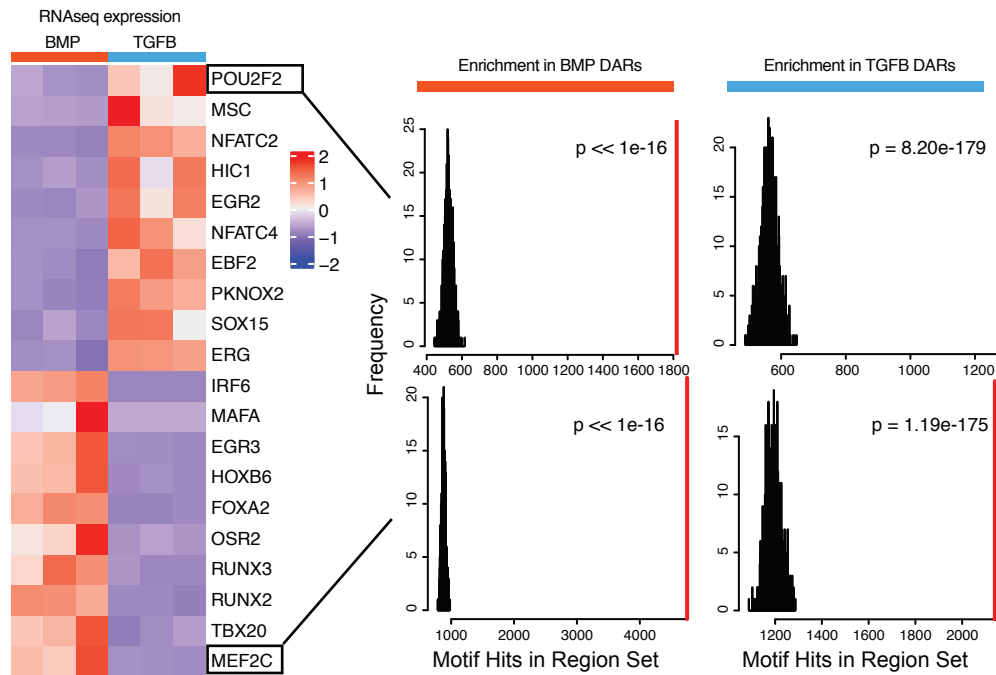 RNAseq expression
BMP TGFB
POU2F2
MSC
NFATC2
HIC1
EGR2
NFATC4
EBF2
PKNOX2
SOX15
ERG
IRF6
MAFA
EGR3
HOXB6
FOXA2
OSR2
RUNX3
RUNX2
TBX20
MEF2C
2
1
0
−1
−2
Enrichment in BMP DARs
Enrichment in TGFB DARs
Frequency
25
20
15
10
5
0
p << 1e-16
400 600 800 1000 1200 1400 1600 1800
20
15
10
5
0
p = 8.20e-179
600 800 1000 1200
20
15
10
5
0
p << 1e-16
1000 2000 3000 4000
Motif Hits in Region Set
15
10
5
0
p = 1.19e-175
1200 1400 1600 1800 2000
Motif Hits in Region Set